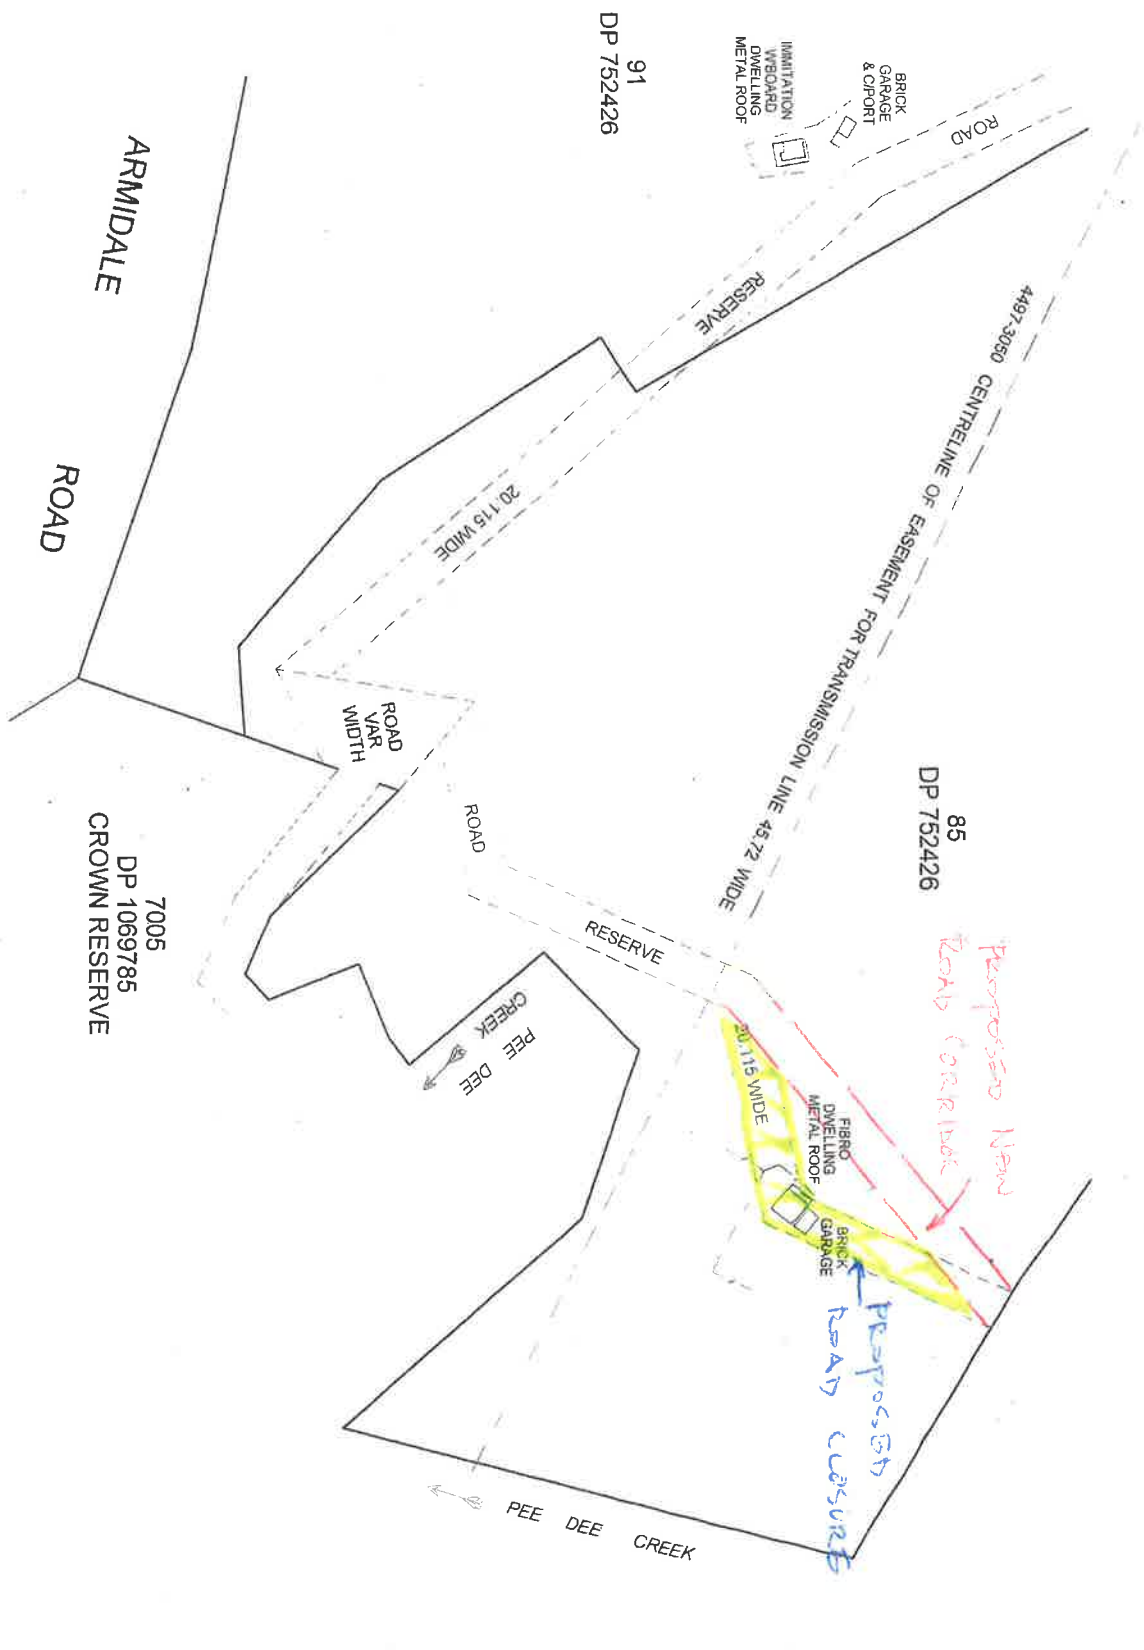 91
DP 752426
IMMITATION
W'BOARD
DWELLING
METAL ROOF
BRICK
GARAGE
& C/PORT
ROAD
RESERVE
20.115 WIDE
ARMIDALE
ROAD
4497-3050 CENTRELINE OF EASEMENT FOR TRANSMISSION LINE 45.72 WIDE
85
DP 752426
ROAD
VAR
WIDTH
ROAD
RESERVE
7005
DP 1069785
CROWN RESERVE
PEE DEE
CREEK
20.115 WIDE
FIBRO
DWELLING
METAL ROOF
BRICK
GARAGE
PROPOSED NEW
ROAD CORRIDOR
PROPOSED
ROAD CLOSURE
PEE DEE CREEK